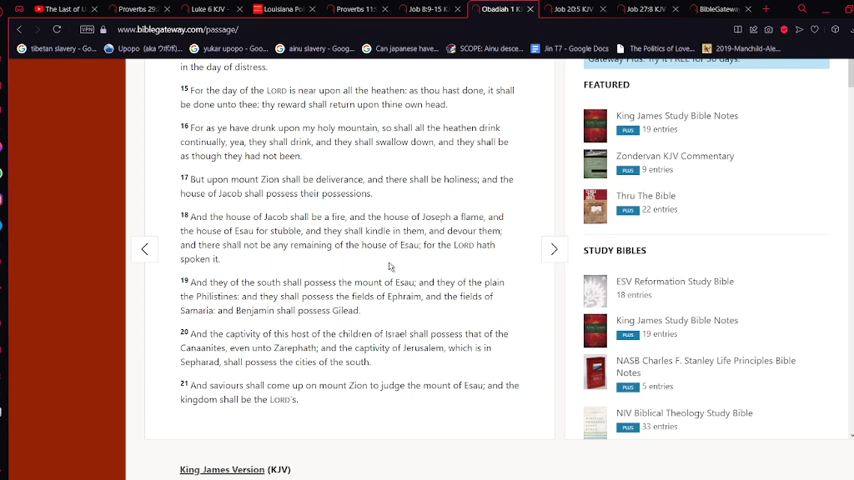 The Last of U
Proverbs 29:
Luke 6 KJV -
Louisiana Po
Proverbs 11:
Job 8:9-15 K
Obadiah 1 K
Job 20:5 KJV
Job 27:8 KJV
BibleGatew
www.biblegateway.com/passage/
VPN
tibetan slavery - Go...
Upopo (aka ウポポ)...
yukar upopo - Goog...
ainu slavery - Googl...
Can japanese have...
SCOPE: Ainu desce...
Jin T7 - Google Docs
The Politics of Love...
2019-Manchild-Ale...
in the day of distress.
15 For the day of the LORD is near upon all the heathen: as thou hast done, it shall
be done unto thee: thy reward shall return upon thine own head.
16 For as ye have drunk upon my holy mountain, so shall all the heathen drink
continually, yea, they shall drink, and they shall swallow down, and they shall be
as though they had not been.
17 But upon mount Zion shall be deliverance, and there shall be holiness; and the
house of Jacob shall possess their possessions.
18 And the house of Jacob shall be a fire, and the house of Joseph a flame, and
the house of Esau for stubble, and they shall kindle in them, and devour them;
and there shall not be any remaining of the house of Esau; for the LORD hath
spoken it.
19 And they of the south shall possess the mount of Esau; and they of the plain
the Philistines: and they shall possess the fields of Ephraim, and the fields of
Samaria: and Benjamin shall possess Gilead.
20 And the captivity of this host of the children of Israel shall possess that of the
Canaanites, even unto Zarephath; and the captivity of Jerusalem, which is in
Sepharad, shall possess the cities of the south.
21 And saviours shall come up on mount Zion to judge the mount of Esau; and the
kingdom shall be the LORD's.
King James Version (KJV)
Gateway Plus. Try it FREE for 30 days.
FEATURED
King James Study Bible Notes
PLUS 19 entries
Zondervan KJV Commentary
PLUS 9 entries
Thru The Bible
PLUS 22 entries
STUDY BIBLES
ESV Reformation Study Bible
18 entries
King James Study Bible Notes
PLUS 19 entries
NASB Charles F. Stanley Life Principles Bible
Notes
PLUS 5 entries
NIV Biblical Theology Study Bible
PLUS 33 entries